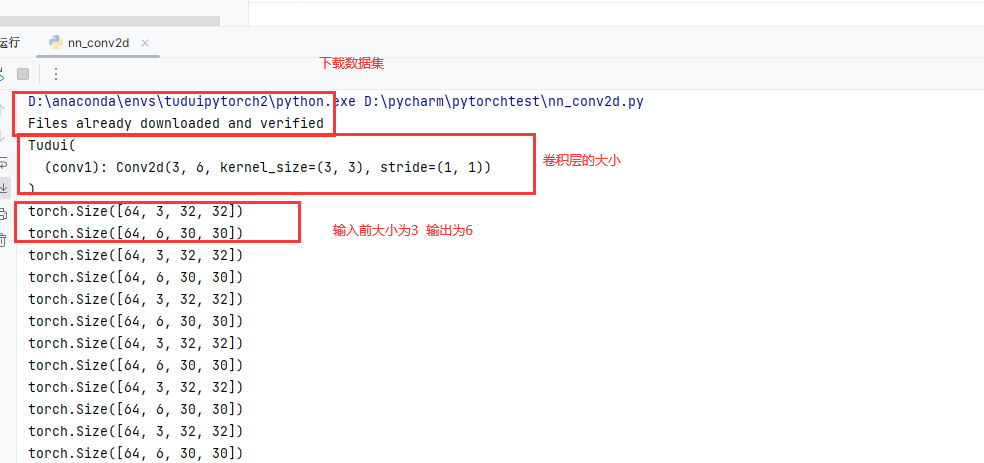 运行 nn_conv2d
下载数据集
D:\anaconda\envs\tuduipytorch2\python.exe D:\pycharm\pytorchtest\nn_conv2d.py
Files already downloaded and verified
Tudui(
(conv1): Conv2d(3, 6, kernel_size=(3, 3), stride=(1, 1))
卷积层的大小
)
torch.Size([64, 3, 32, 32])
torch.Size([64, 6, 30, 30])
输入前大小为3 输出为6
torch.Size([64, 3, 32, 32])
torch.Size([64, 6, 30, 30])
torch.Size([64, 3, 32, 32])
torch.Size([64, 6, 30, 30])
torch.Size([64, 3, 32, 32])
torch.Size([64, 6, 30, 30])
torch.Size([64, 3, 32, 32])
torch.Size([64, 6, 30, 30])
torch.Size([64, 3, 32, 32])
torch.Size([64, 6, 30, 30])